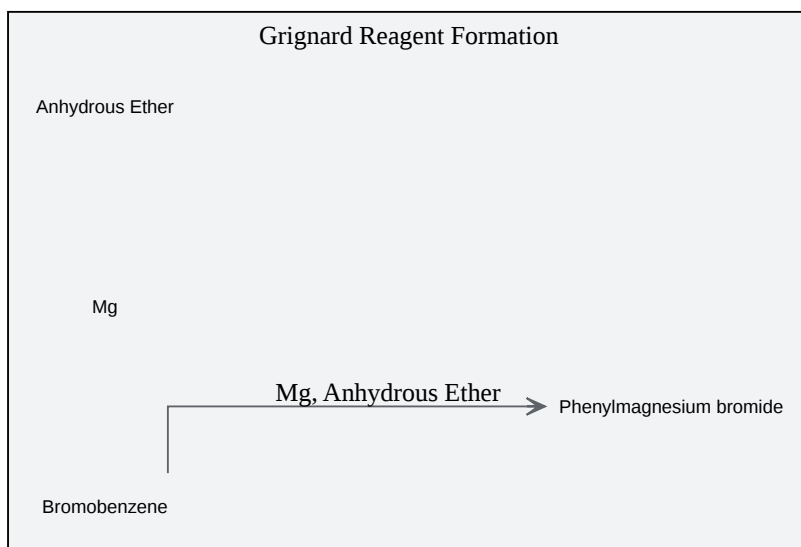 Grignard Reagent Formation
Anhydrous Ether
Mg
Mg, Anhydrous Ether
Phenylmagnesium bromide
Bromobenzene